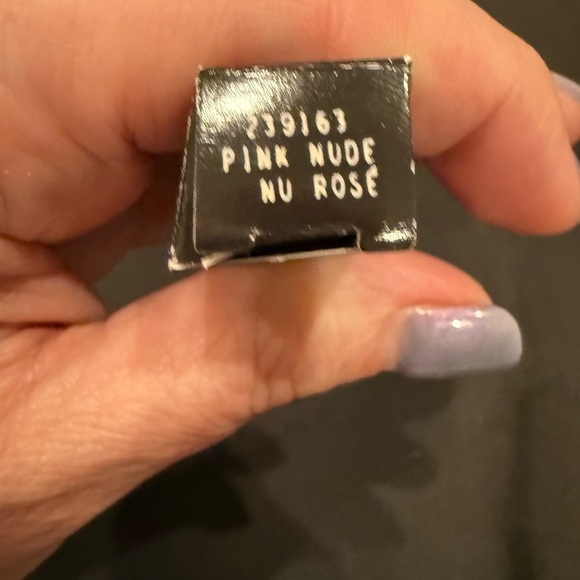 239163
PINK NUDE
NU ROSÉ